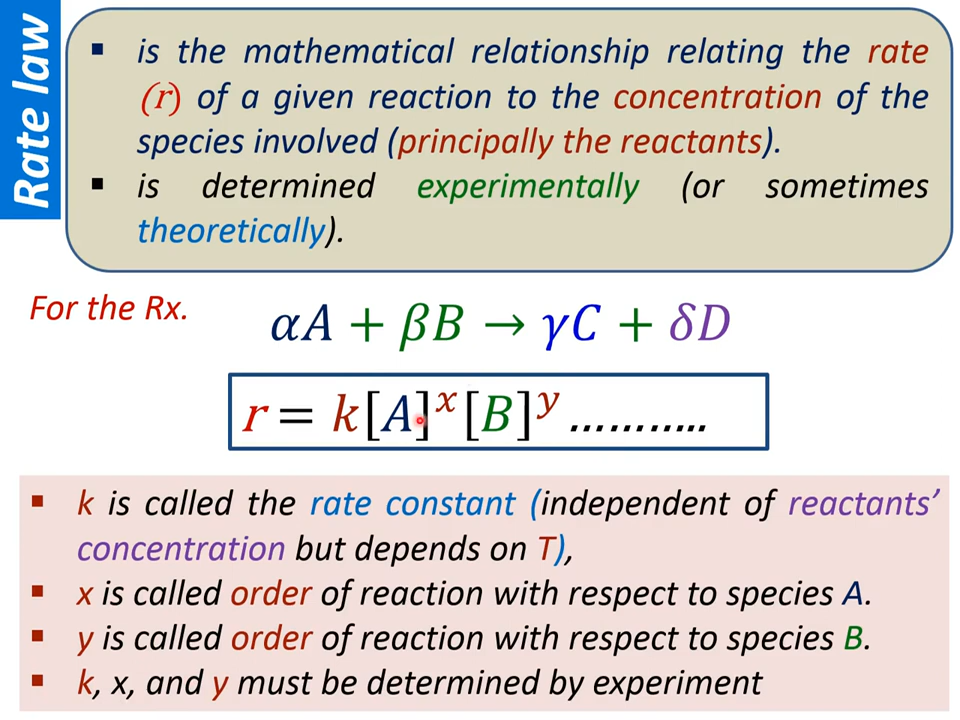 Rate law
▪ is the mathematical relationship relating the rate
(r) of a given reaction to the concentration of the
species involved (principally the reactants).
▪ is determined experimentally (or sometimes
theoretically).
For the Rx.
αA + βB → γC + δD
r = k[A]^x[B]^y ………..
▪ k is called the rate constant (independent of reactants’
concentration but depends on T),
▪ x is called order of reaction with respect to species A.
▪ y is called order of reaction with respect to species B.
▪ k, x, and y must be determined by experiment